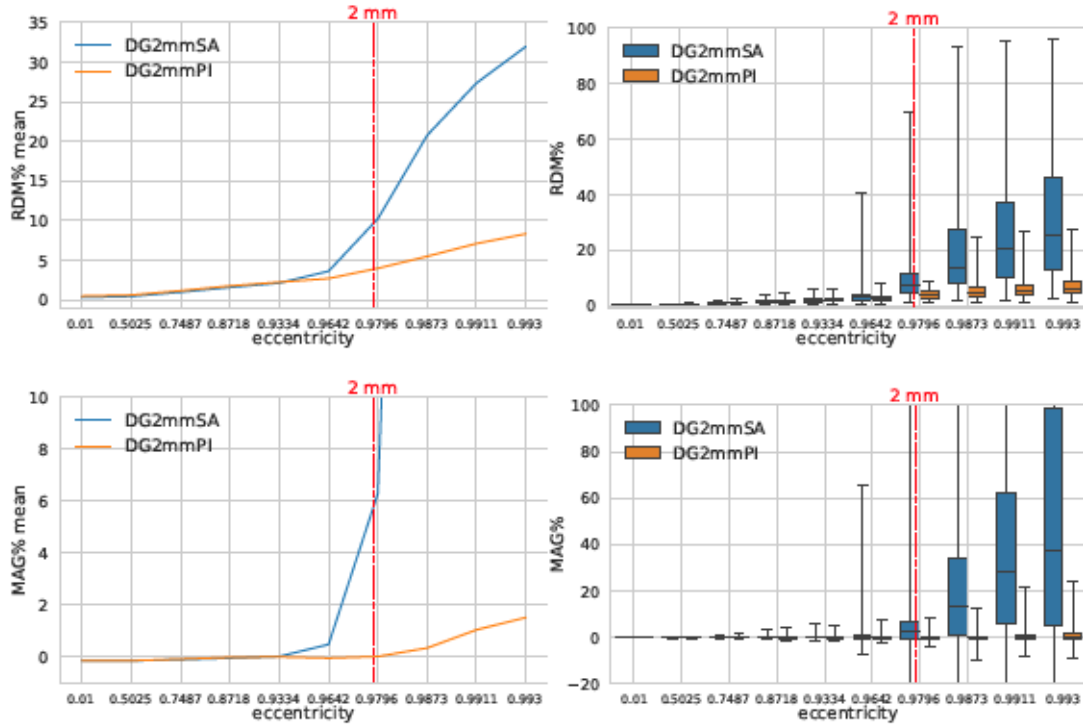 2 mm
35
30
25
20
15
10
5
0
RDM% mean
DG2mmSA
DG2mmPI
0.01 0.5025 0.7487 0.8718 0.9334 0.9642 0.9796 0.9873 0.9911 0.993
eccentricity
2 mm
100
80
60
40
20
0
RDM%
DG2mmSA
DG2mmPI
0.01 0.5025 0.7487 0.8718 0.9334 0.9642 0.9796 0.9873 0.9911 0.993
eccentricity
2 mm
10
8
6
4
2
0
MAG% mean
DG2mmSA
DG2mmPI
0.01 0.5025 0.7487 0.8718 0.9334 0.9642 0.9796 0.9873 0.9911 0.993
eccentricity
2 mm
100
80
60
40
20
0
−20
MAG%
DG2mmSA
DG2mmPI
0.01 0.5025 0.7487 0.8718 0.9334 0.9642 0.9796 0.9873 0.9911 0.993
eccentricity